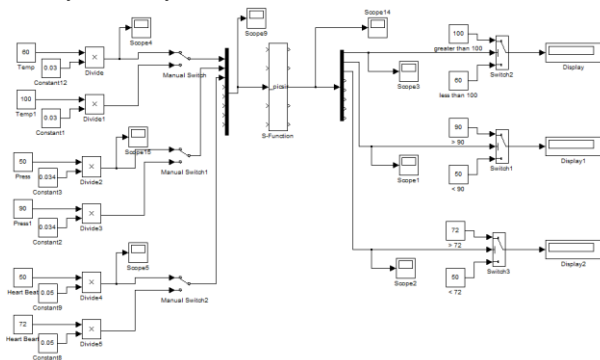 60
Temp
0.03
Constant12
×
Divide
Scope4
Manual Switch
100
Temp1
0.03
Constant1
×
Divide1
50
Press
0.034
Constant3
×
Divide2
Scope15
Manual Switch1
90
Press1
0.034
Constant2
×
Divide3
50
Heart Beat
0.05
Constant9
×
Divide4
Scope5
Manual Switch2
72
0.05
Constant8
×
Divide5
Scope9
S-Function
Scope14
Scope3
Scope1
Scope2
100
greater than 100
50
less than 100
Switch2
Display
90
> 90
50
< 90
Switch1
Display1
72
> 72
50
< 72
Switch3
Display2